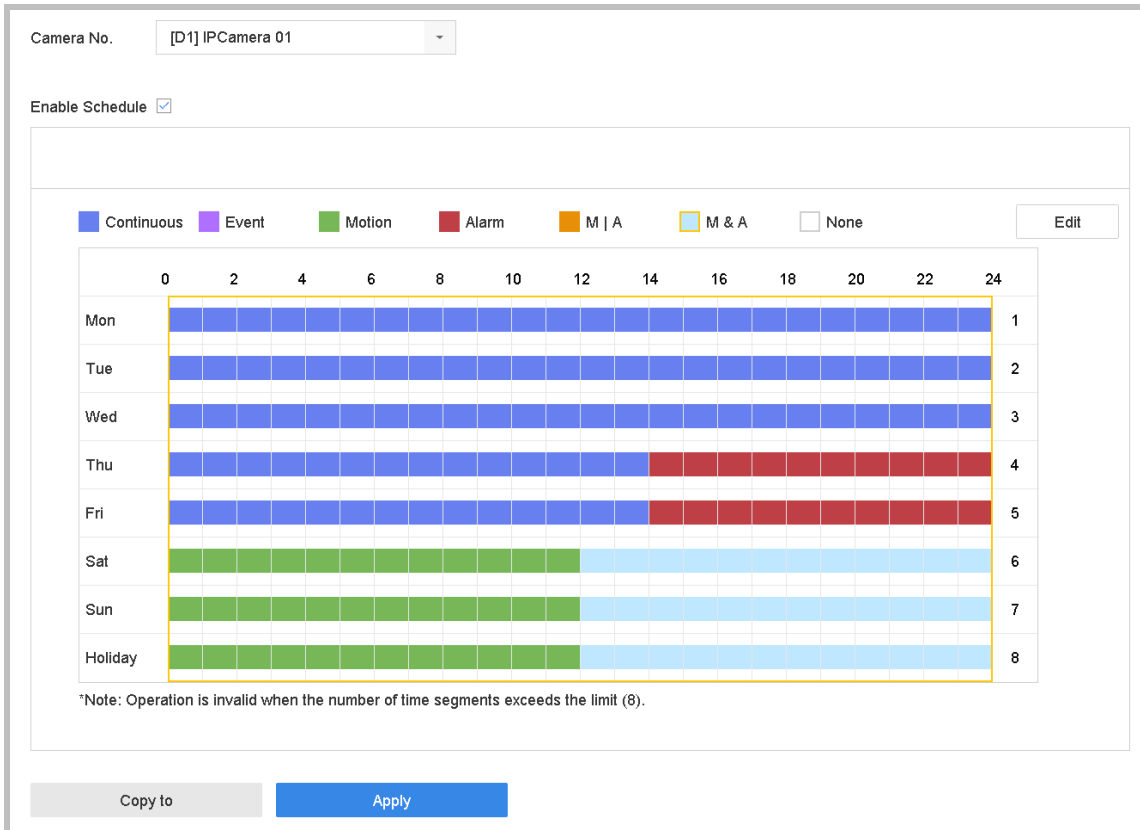 Camera No. [D1] IPCamera 01
Enable Schedule
Continuous Event Motion Alarm M | A M & A None Edit
0 2 4 6 8 10 12 14 16 18 20 22 24
Mon 1
Tue 2
Wed 3
Thu 4
Fri 5
Sat 6
Sun 7
Holiday 8
*Note: Operation is invalid when the number of time segments exceeds the limit (8).
Copy to Apply